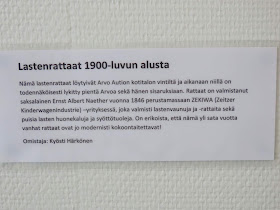 Lastenrattaat 1900-luvun alusta
Nämä lastenrattaat löytyivät Arvo Aution kotitalon vintiltä ja aikanaan niillä on
todennäköisesti lykitty pientä Arvoa sekä hänen sisaruksiaan. Rattaat on valmistanut
saksalainen Ernst Albert Naether vuonna 1846 perustamassaan ZEKIWA (Zeitzer
Kinderwagenindustrie) –yrityksessä, joka valmisti lastenvaunuja ja -rattaita sekä
puisia lasten huonekaluja ja syöttötuoleja. On erikoista, että nämä yli sata vuotta
vanhat rattaat ovat jo modernisti kokoontaitettavat!
Omistaja: Kyösti Härkönen